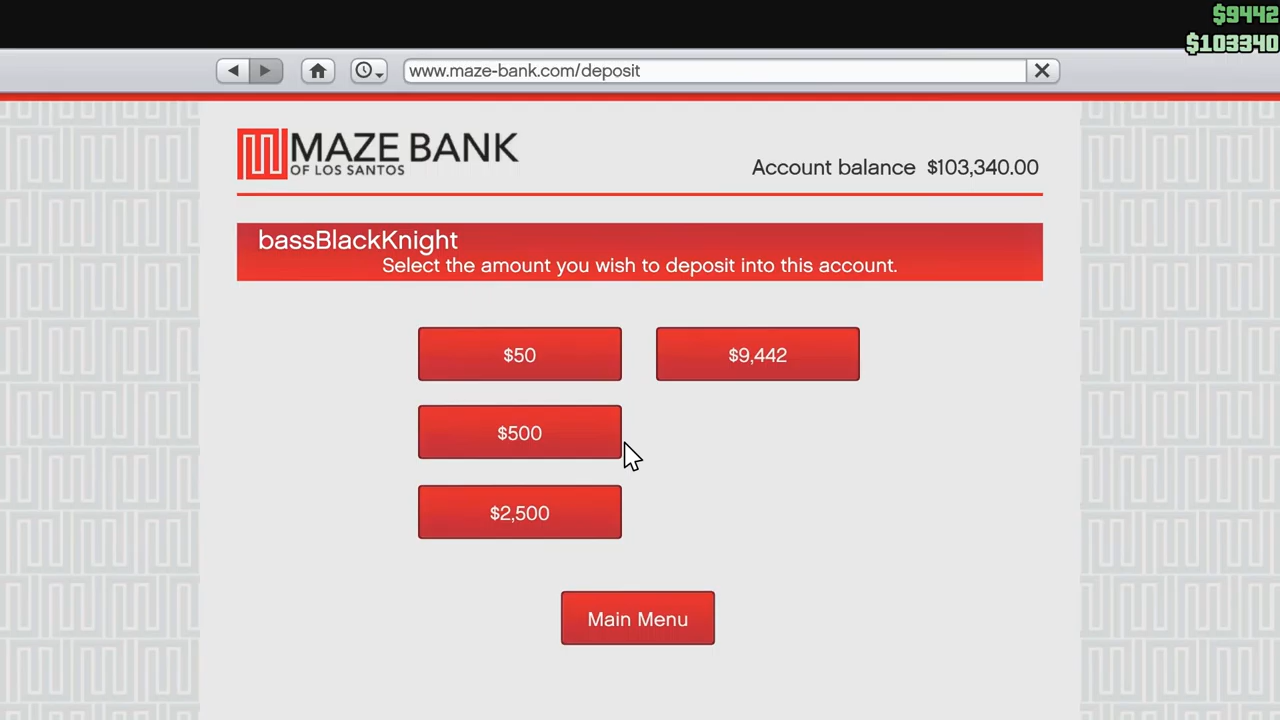 $9442
$103340
www.maze-bank.com/deposit
MAZE BANK
OF LOS SANTOS
Account balance $103,340.00
bassBlackKnight
Select the amount you wish to deposit into this account.
$50
$9,442
$500
$2,500
Main Menu